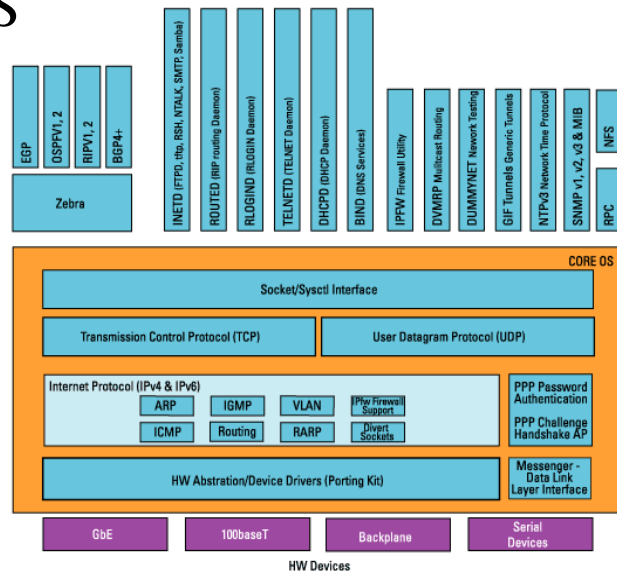 S
EGP
OSPFV1, 2
RIPV1, 2
BGP4+
Zebra
INETD (FTPD, tftp, RSH, NTALK, SMTP, Samba)
ROUTED (RIP routing Daemon)
RLOGIND (RLOGIN Daemon)
TELNETD (TELNET Daemon)
DHCPD (DHCP Daemon)
BIND (DNS Services)
IPFW Firewall Utility
DVMRP Mulitcast Routing
DUMMYNET Nework Testing
GIF Tunnels Generic Tunnels
NTPv3 Network Time Protocol
SNMP v1, v2, v3 & MIB
NFS
RPC
CORE OS
Socket/Sysctl Interface
Transmission Control Protocol (TCP)
User Datagram Protocol (UDP)
Internet Protocol (IPv4 & IPv6)
ARP
IGMP
VLAN
IPfw Firewall
Support
ICMP
Routing
RARP
Divert
Sockets
PPP Password
Authentication
PPP Challenge
Handshake AP
HW Abstration/Device Drivers (Porting Kit)
Messenger -
Data Link
Layer Interface
GbE
100baseT
Backplane
Serial
Devices
HW Devices